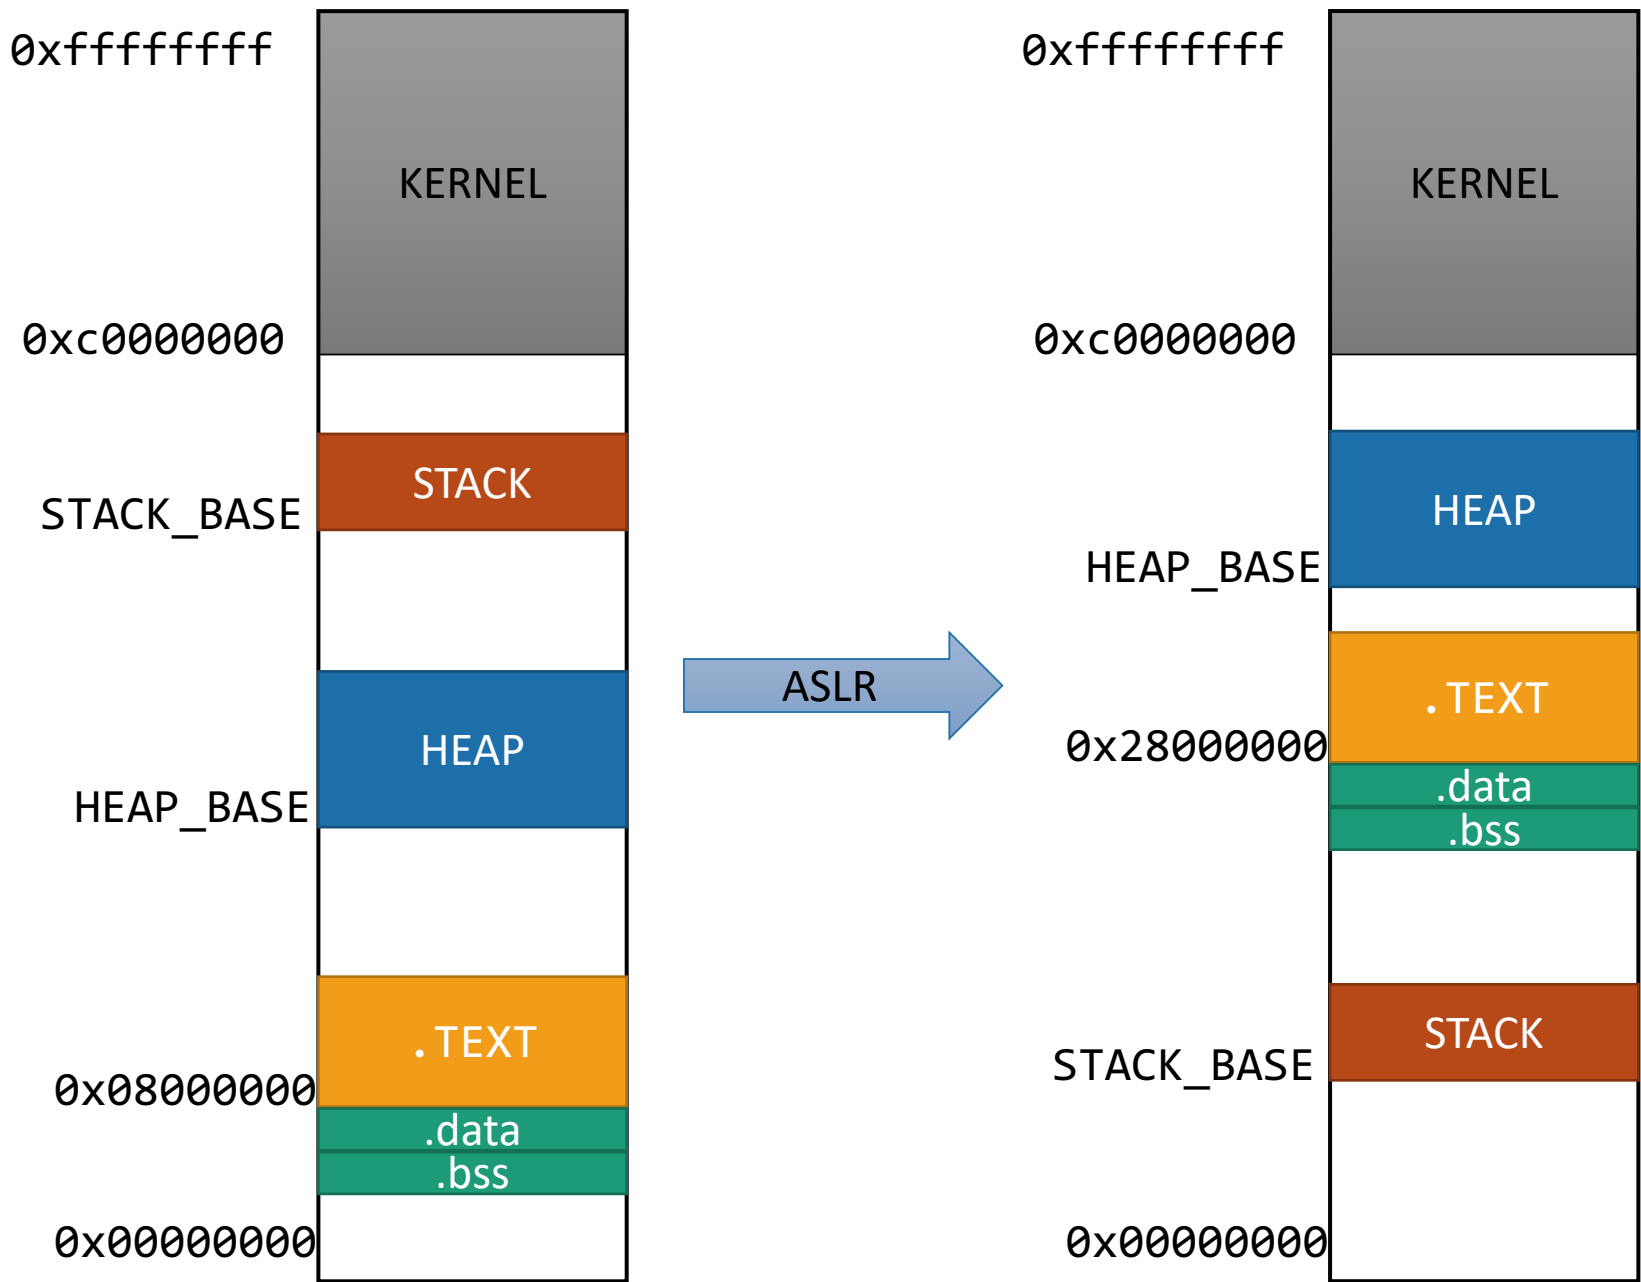 0xffffffff
KERNEL
0xc0000000
STACK
STACK_BASE
HEAP
HEAP_BASE
.TEXT
0x08000000
.data
.bss
0x00000000
ASLR
0xffffffff
KERNEL
0xc0000000
HEAP
HEAP_BASE
.TEXT
0x28000000
.data
.bss
STACK
STACK_BASE
0x00000000